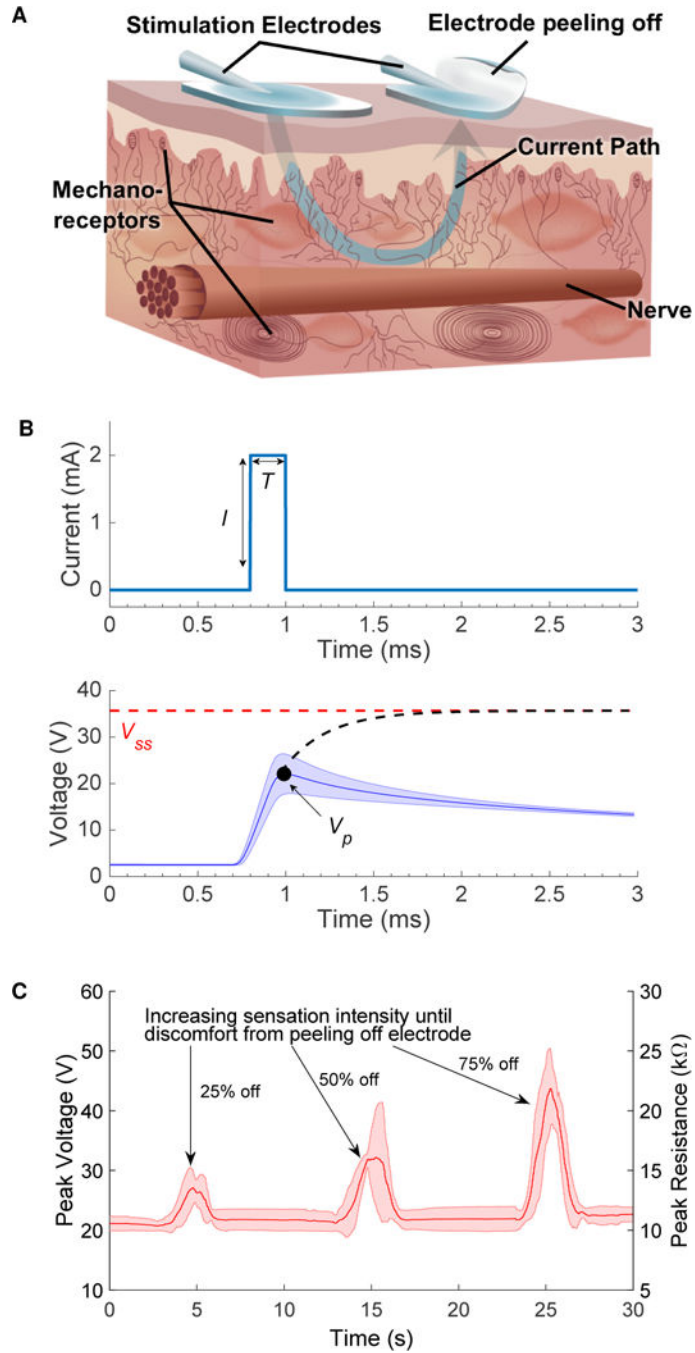 A
Stimulation Electrodes
Electrode peeling off
Current Path
Mechano-
receptors
Nerve
B
Current (mA)
2
1
0
I
T
0 0.5 1 1.5 2 2.5 3
Time (ms)
Voltage (V)
40
30
20
10
0
Vss
Vp
0 0.5 1 1.5 2 2.5 3
Time (ms)
C
Peak Voltage (V)
60
50
40
30
20
10
Increasing sensation intensity until
discomfort from peeling off electrode
25% off
50% off
75% off
30
25
20
15
10
5
Peak Resistance (kΩ)
0 5 10 15 20 25 30
Time (s)